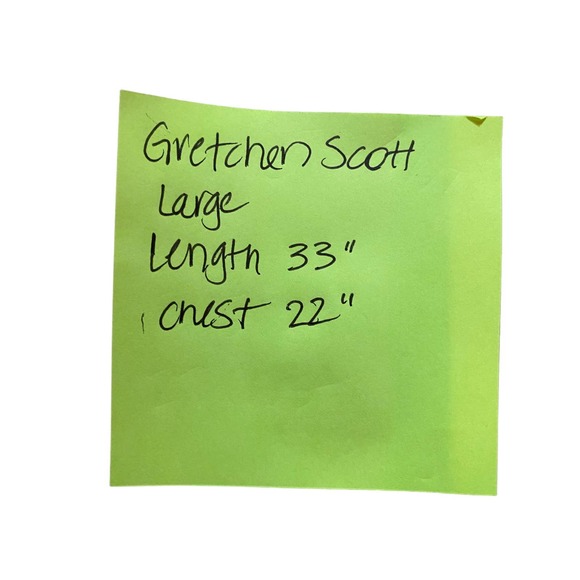 Gretchen Scott
Large
Length 33"
chest 22"